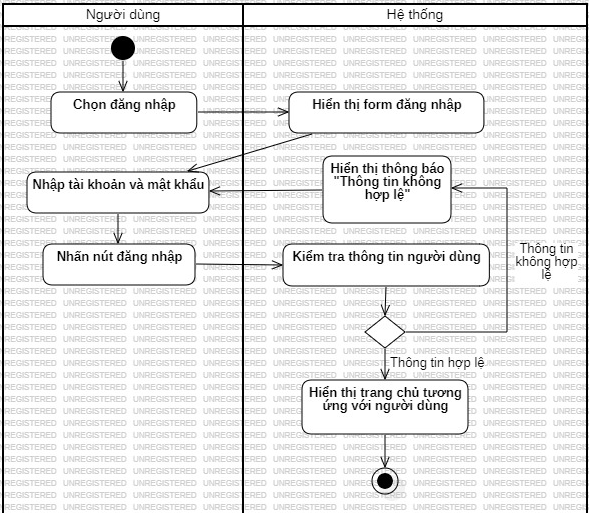 Người dùng
Hệ thống
Chọn đăng nhập
Hiển thị form đăng nhập
Nhập tài khoản và mật khẩu
Hiển thị thông báo
"Thông tin không
hợp lệ"
Nhấn nút đăng nhập
Kiểm tra thông tin người dùng
Thông tin
không hợp
lệ
Thông tin hợp lệ
Hiển thị trang chủ tương
ứng với người dùng
UNREGISTERED